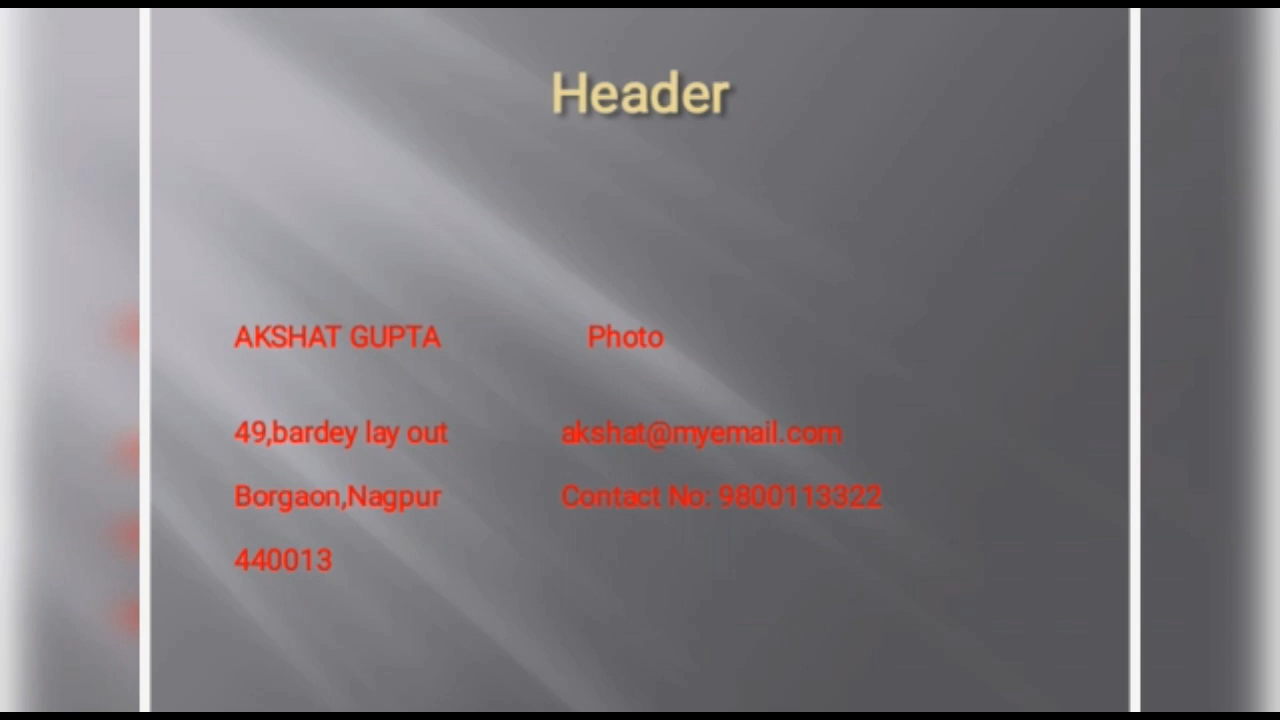 Header
AKSHAT GUPTA Photo
49,bardey lay out akshat@myemail.com
Borgaon,Nagpur Contact No: 9800113322
440013